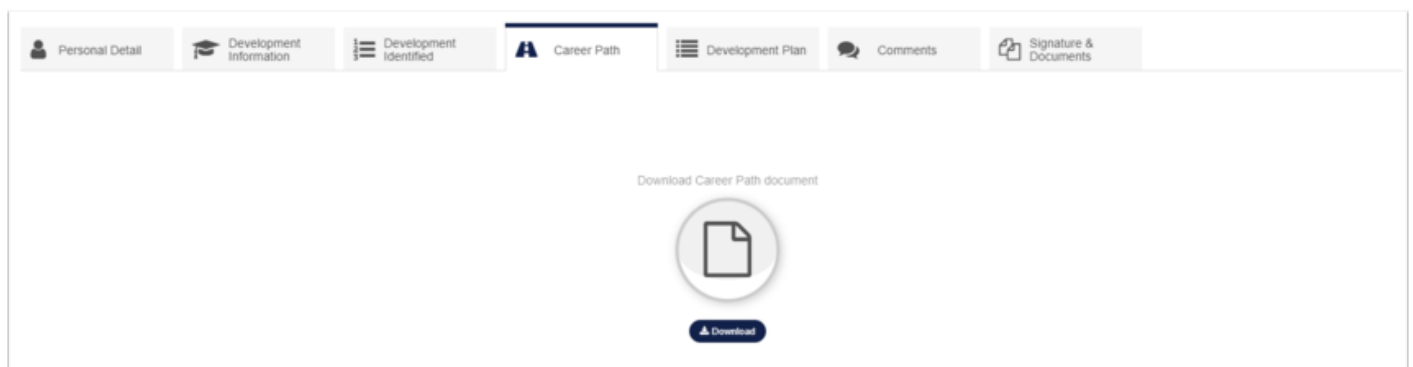 Personal Detail
Development
Information
Development
Identified
Career Path
Development Plan
Comments
Signature &
Documents
Download Career Path document
Download